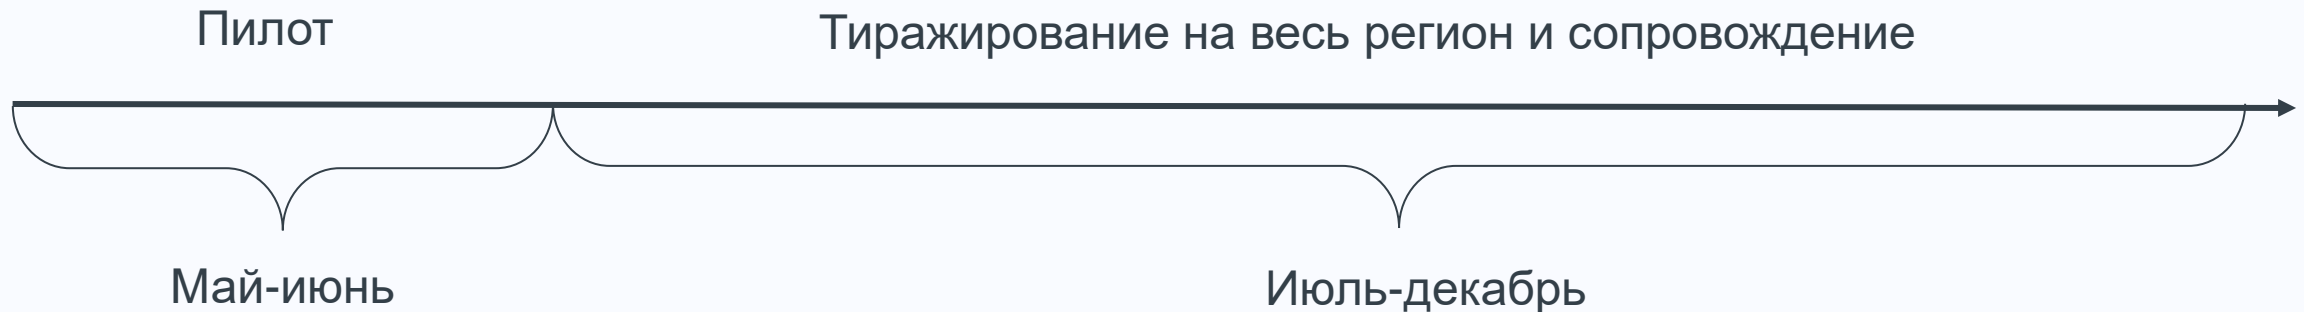 Пилот
Тиражирование на весь регион и сопровождение
Май-июнь
Июль-декабрь